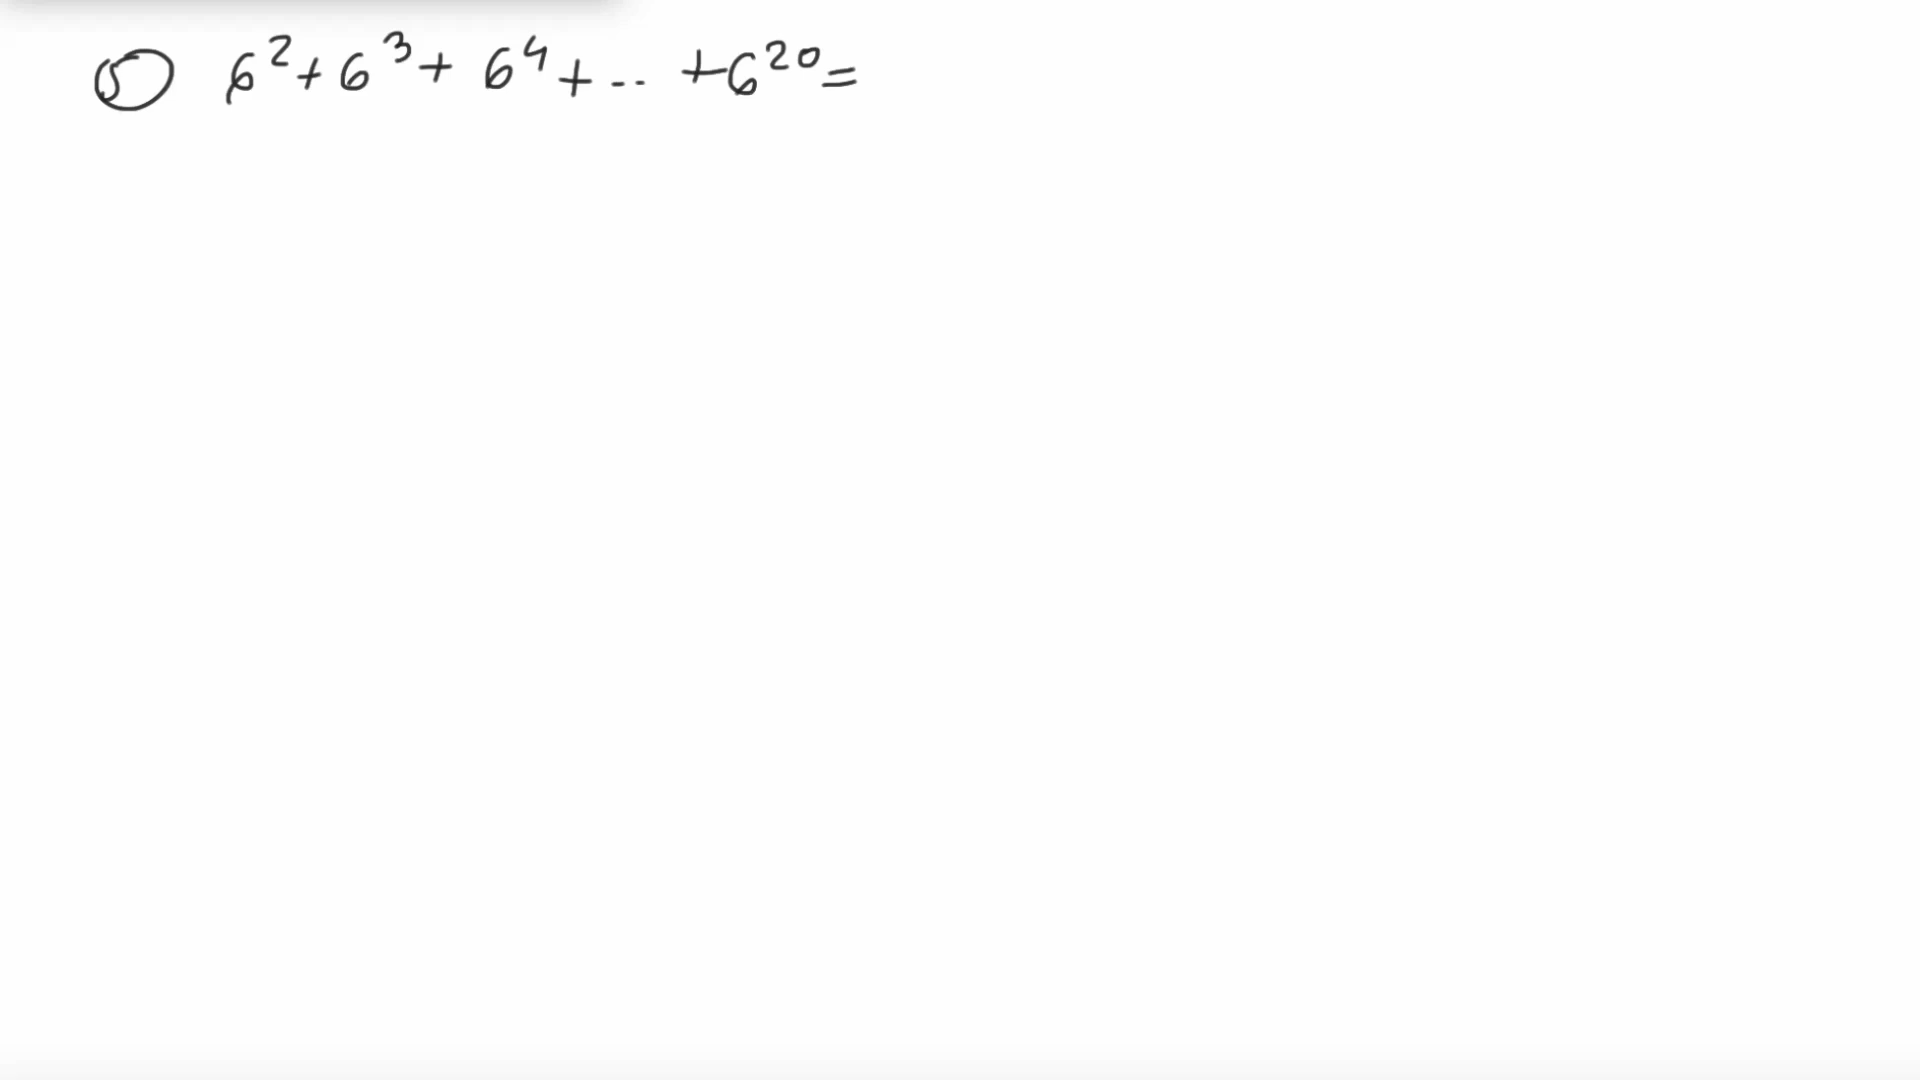 ⑤ 6² + 6³ + 6⁴ + .. + 6²⁰ =